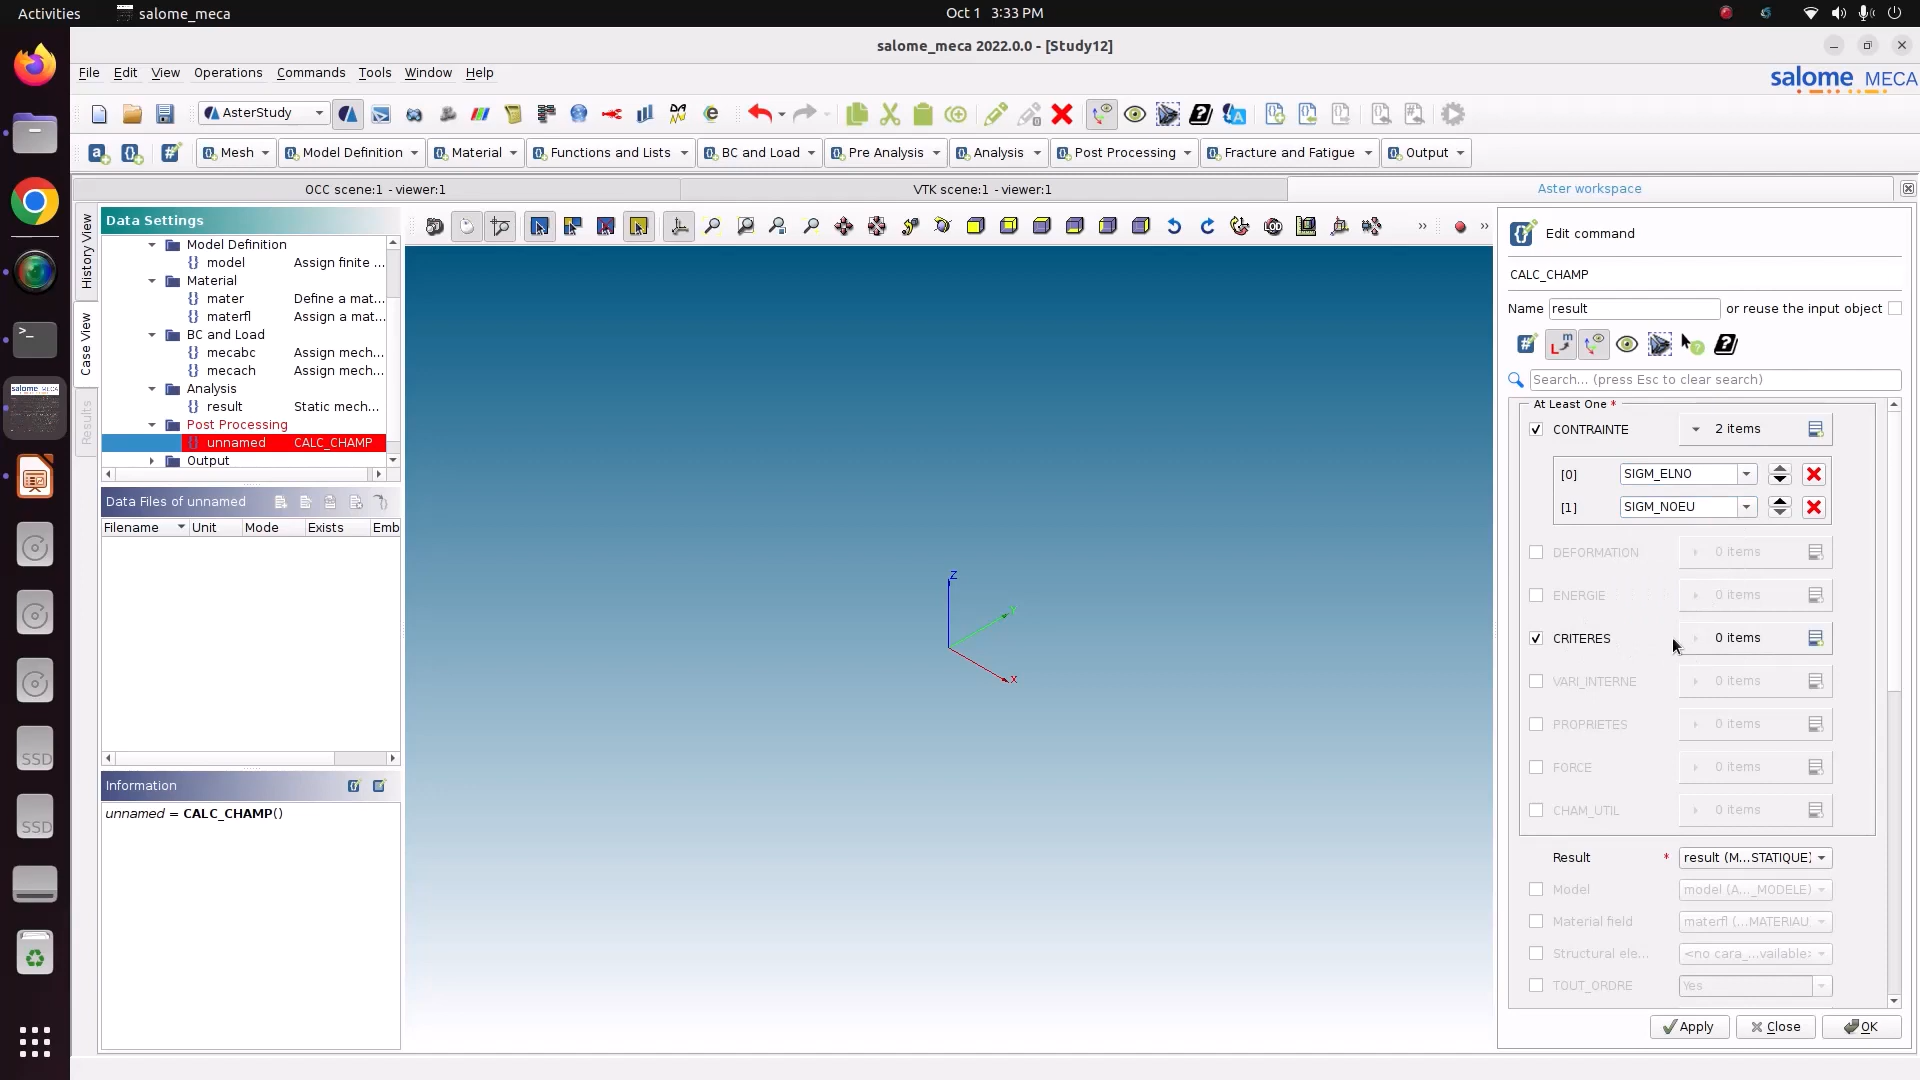 Activities
salome_meca
Oct 1 3:33 PM
salome_meca 2022.0.0 - [Study12]
File Edit View Operations Commands Tools Window Help
salome MECA
AsterStudy
Mesh Model Definition Material Functions and Lists BC and Load Pre Analysis Analysis Post Processing Fracture and Fatigue Output
OCC scene:1 - viewer:1
VTK scene:1 - viewer:1
Aster workspace
History View
Case View
Results
Data Settings
Model Definition
model Assign finite ...
Material
mater Define a mat...
materfl Assign a mat...
BC and Load
mecabc Assign mech...
mecach Assign mech...
Analysis
result Static mech...
Post Processing
unnamed CALC_CHAMP
Output
Data Files of unnamed
Filename Unit Mode Exists Emb
Information
unnamed = CALC_CHAMP()
Z
Y
X
Edit command
CALC_CHAMP
Name result or reuse the input object
Search... (press Esc to clear search)
At Least One *
CONTRAINTE 2 items
[0] SIGM_ELNO
[1] SIGM_NOEU
DEFORMATION 0 items
ENERGIE 0 items
CRITERES 0 items
VARI_INTERNE 0 items
PROPRIETES 0 items
FORCE 0 items
CHAM_UTIL 0 items
Result * result (M...STATIQUE)
Model model (A..._MODELE)
Material field materfl (...MATERIAU
Structural ele... <no cara_...vailable>
TOUT_ORDRE Yes
Apply Close OK
SSD
SSD